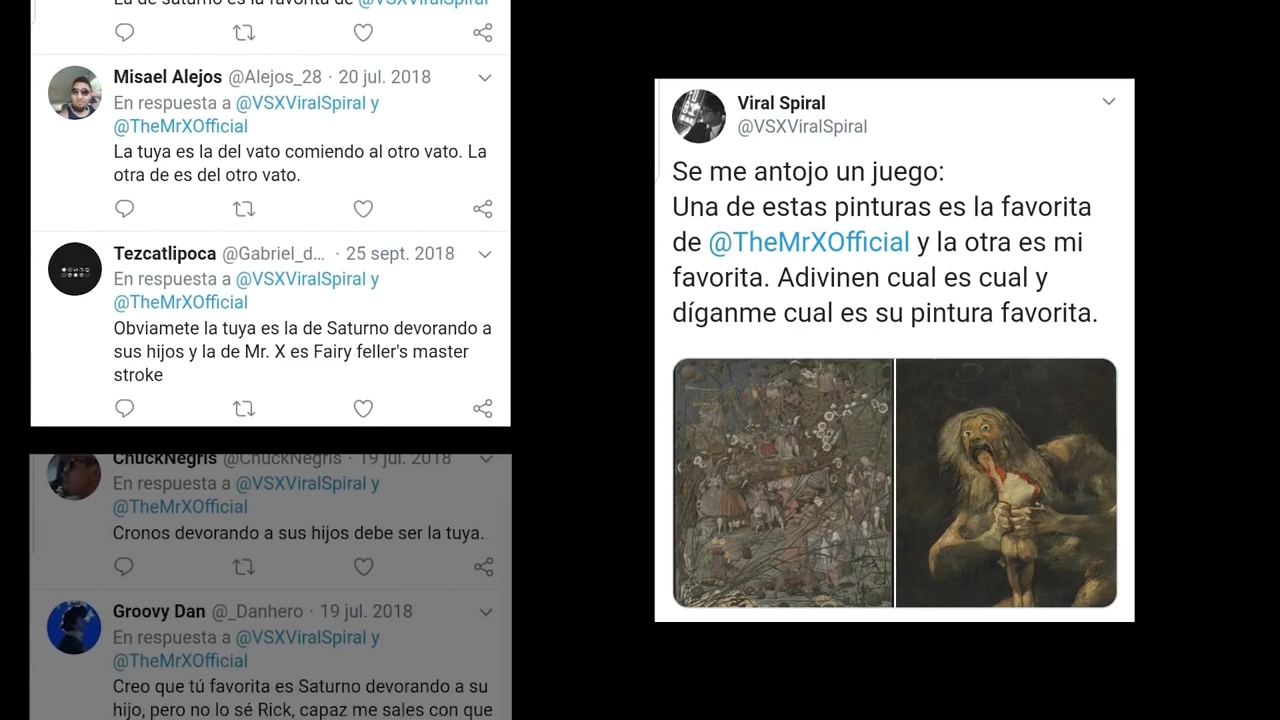 La de saturno es la favorita de @VSXViralSpiral
Misael Alejos @Alejos_28 · 20 jul. 2018
En respuesta a @VSXViralSpiral y
@TheMrXOfficial
La tuya es la del vato comiendo al otro vato. La
otra de es del otro vato.
Tezcatlipoca @Gabriel_d... · 25 sept. 2018
En respuesta a @VSXViralSpiral y
@TheMrXOfficial
Obviamete la tuya es la de Saturno devorando a
sus hijos y la de Mr. X es Fairy feller's master
stroke
ChuckNegris @ChuckNegris · 19 jul. 2018
En respuesta a @VSXViralSpiral y
@TheMrXOfficial
Cronos devorando a sus hijos debe ser la tuya.
Groovy Dan @_Danhero · 19 jul. 2018
En respuesta a @VSXViralSpiral y
@TheMrXOfficial
Creo que tú favorita es Saturno devorando a su
hijo, pero no lo sé Rick, capaz me sales con que
Viral Spiral
@VSXViralSpiral
Se me antojo un juego:
Una de estas pinturas es la favorita
de @TheMrXOfficial y la otra es mi
favorita. Adivinen cual es cual y
díganme cual es su pintura favorita.